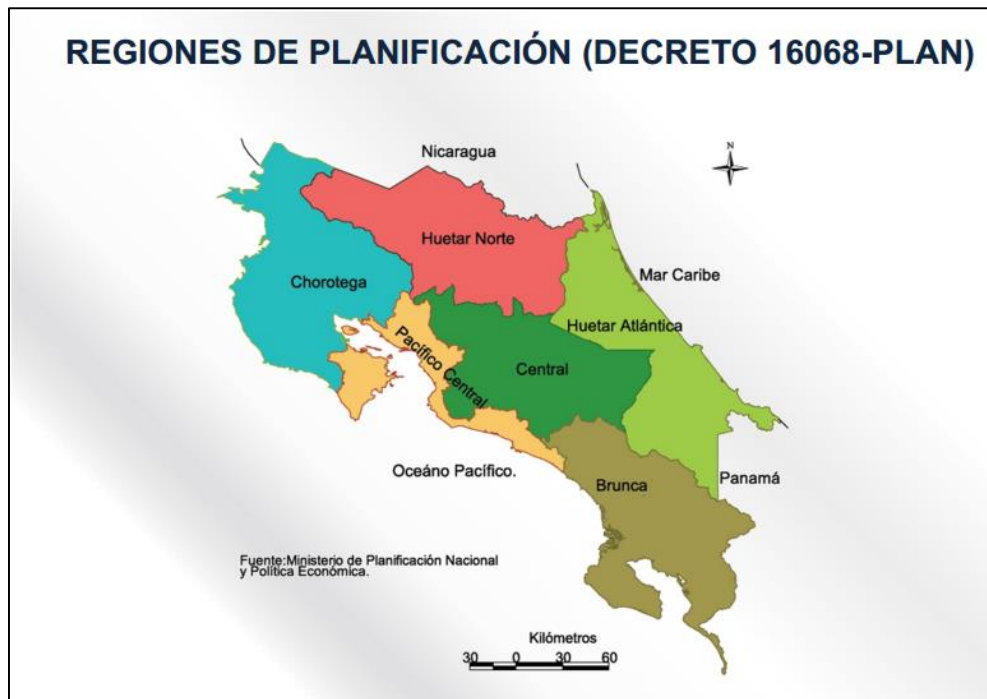 REGIONES DE PLANIFICACIÓN (DECRETO 16068-PLAN)
N
Nicaragua
Huetar Norte
Mar Caribe
Chorotega
Huetar Atlántica
Pacífico Central
Central
Oceáno Pacífico.
Panamá
Brunca
Fuente:Ministerio de Planificación Nacional
y Política Económica.
Kilómetros
30 0 30 60